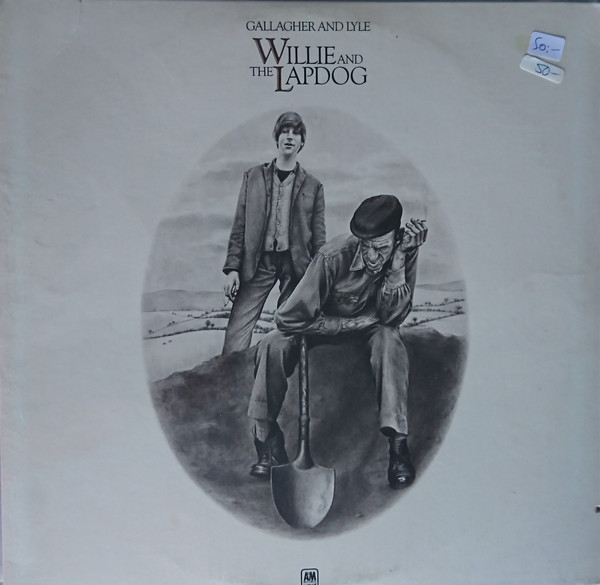 GALLAGHER AND LYLE
WILLIE AND
THE LAPDOG
50:-
50-
A&M